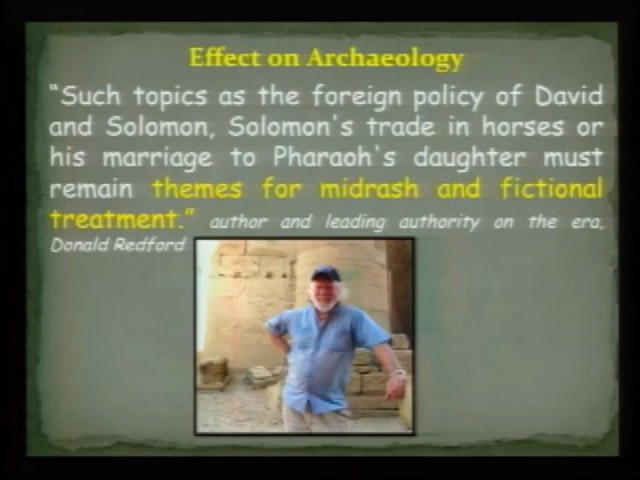 Effect on Archaeology
“Such topics as the foreign policy of David
and Solomon, Solomon's trade in horses or
his marriage to Pharaoh's daughter must
remain themes for midrash and fictional
treatment.” author and leading authority on the era,
Donald Redford